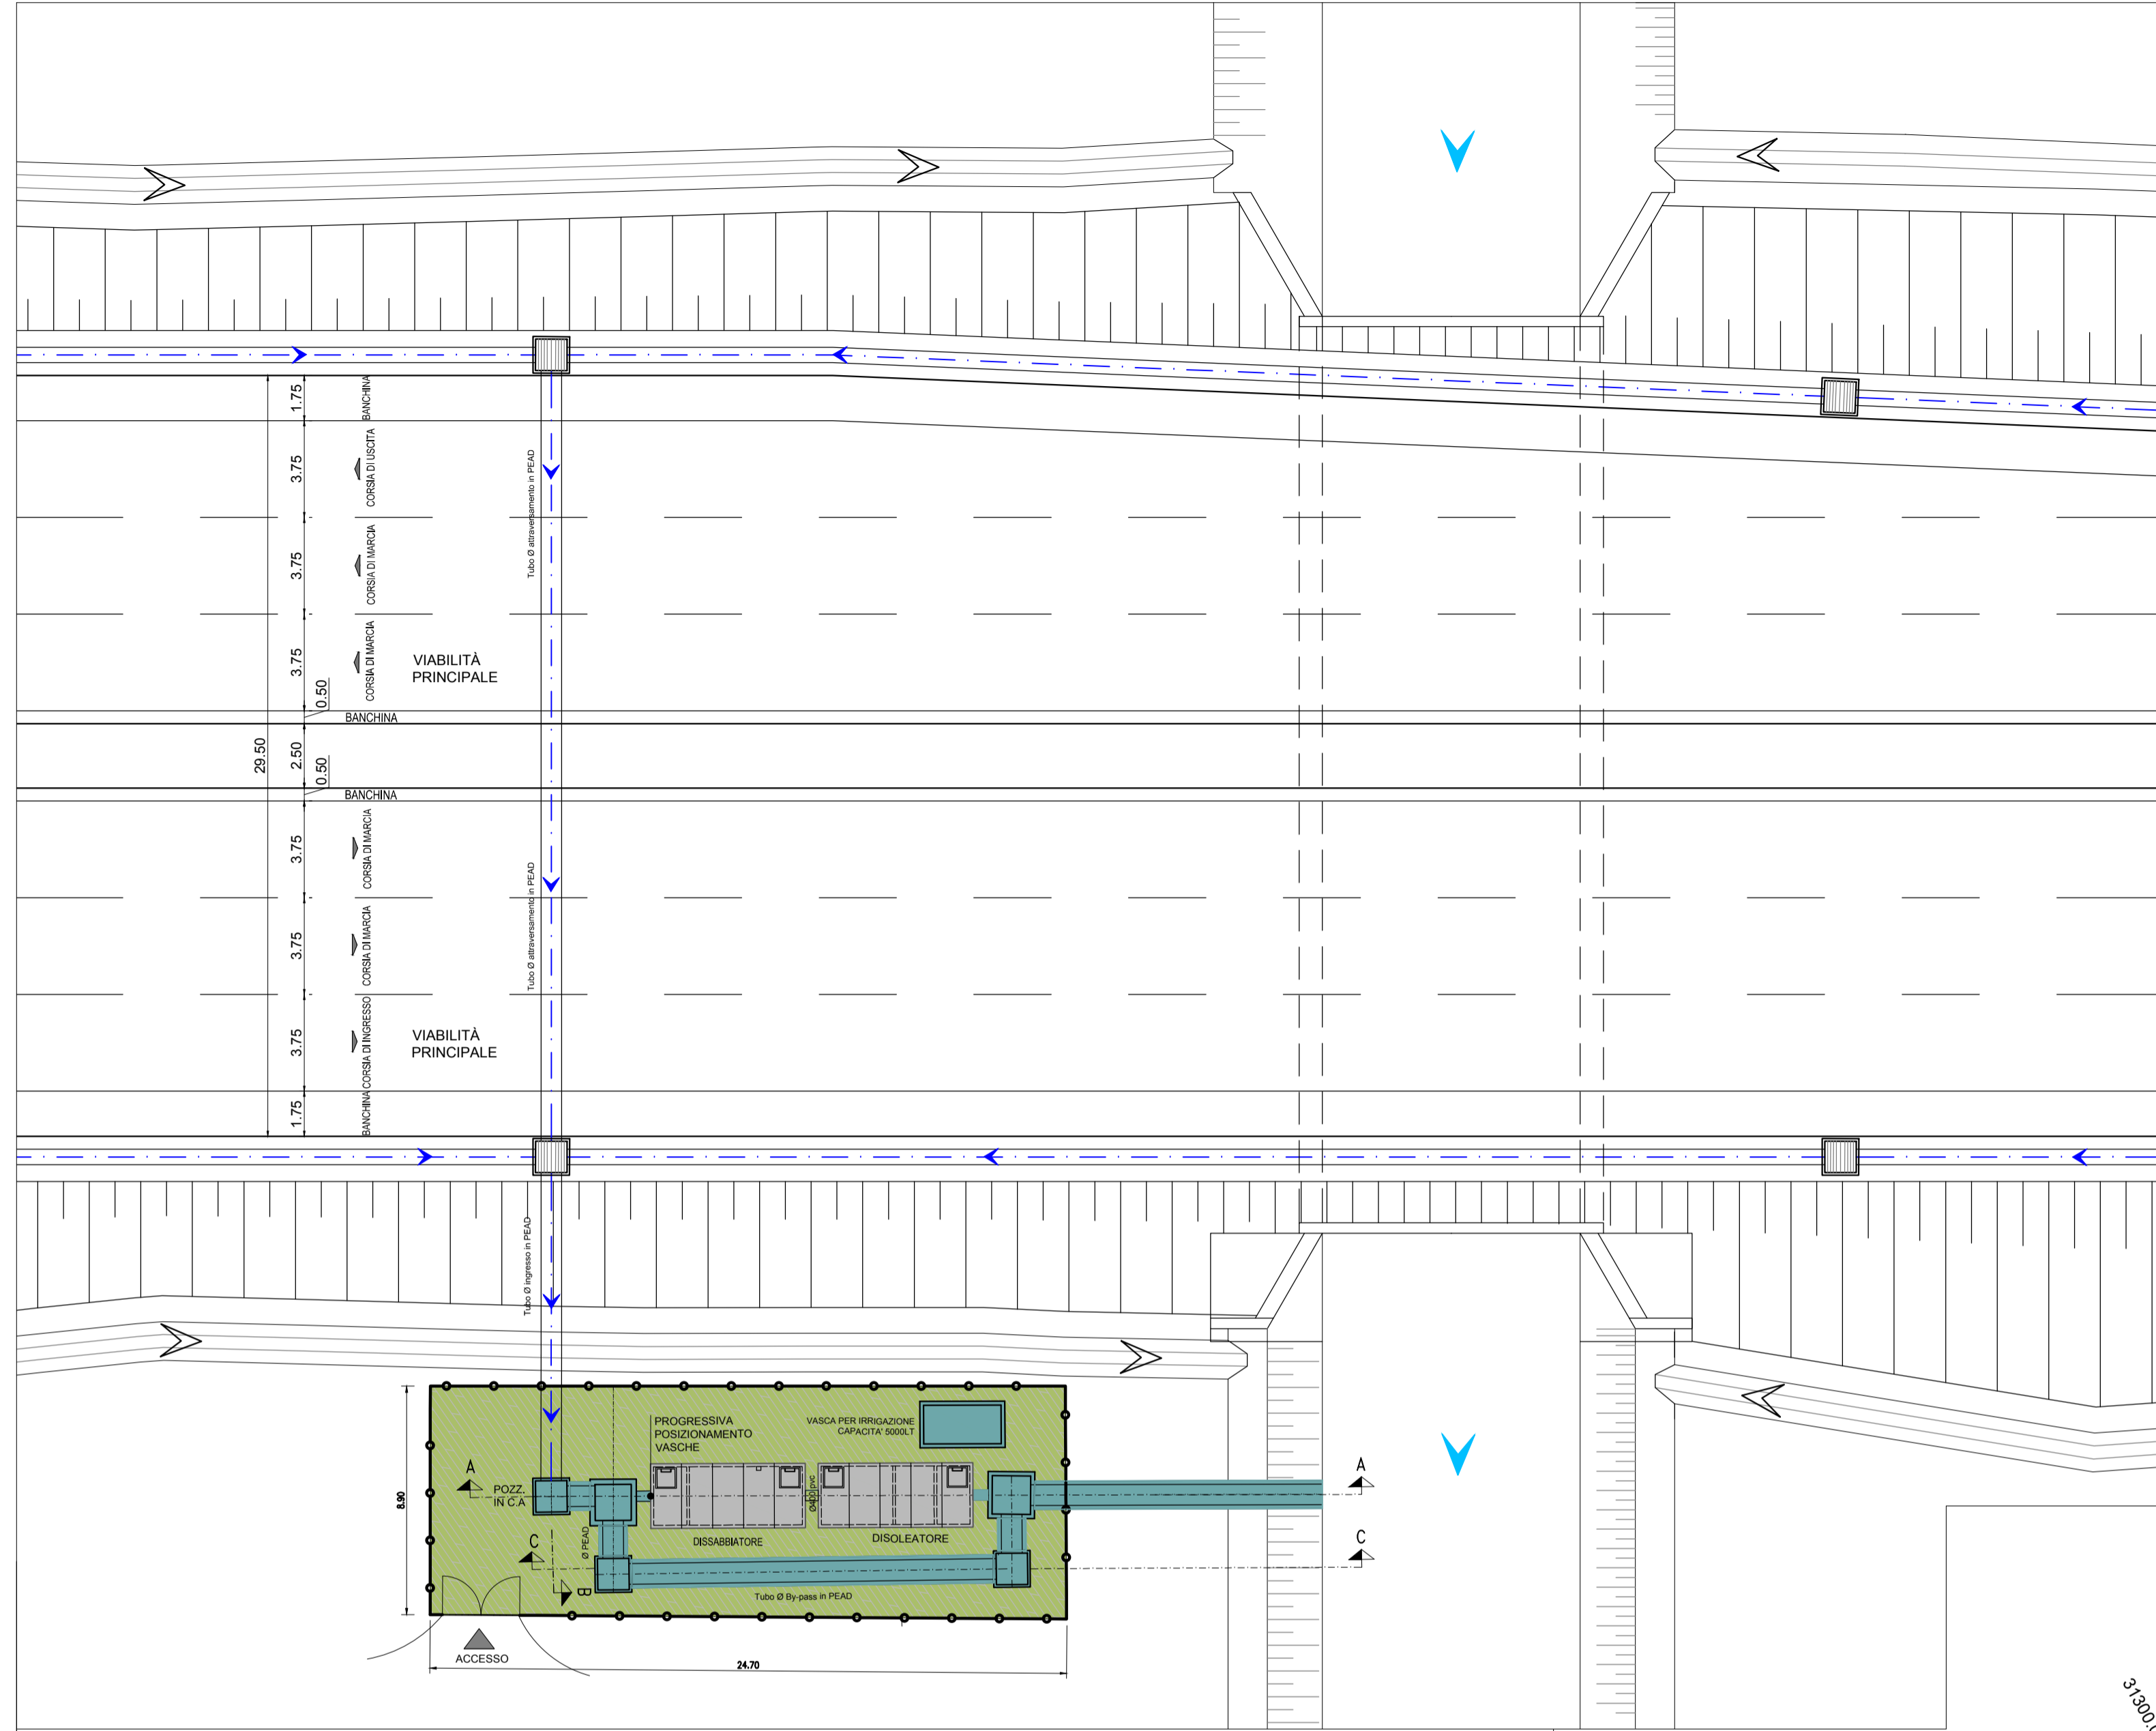 1.75
BANCHINA
3.75
CORSIA DI USCITA
Tubo Ø attraversamento in PEAD
3.75
CORSIA DI MARCIA
3.75
CORSIA DI MARCIA
VIABILITÀ
PRINCIPALE
0.50
BANCHINA
29.50
2.50
0.50
BANCHINA
3.75
CORSIA DI MARCIA
Tubo Ø attraversamento in PEAD
3.75
CORSIA DI MARCIA
3.75
CORSIA DI INGRESSO
VIABILITÀ
PRINCIPALE
1.75
BANCHINA
Tubo Ø ingresso in PEAD
PROGRESSIVA
POSIZIONAMENTO
VASCHE
VASCA PER IRRIGAZIONE
CAPACITA' 5000LT
A
A
POZZ.
IN C.A
8.90
Ø400 pvc
DISSABBIATORE
DISOLEATORE
Ø PEAD
C
C
B
Tubo Ø By-pass in PEAD
ACCESSO
24.70